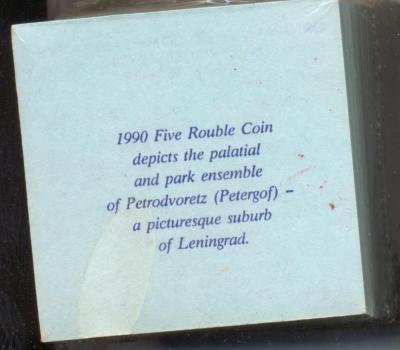 1990 Five Rouble Coin
depicts the palatial
and park ensemble
of Petrodvoretz (Petergof) –
a picturesque suburb
of Leningrad.